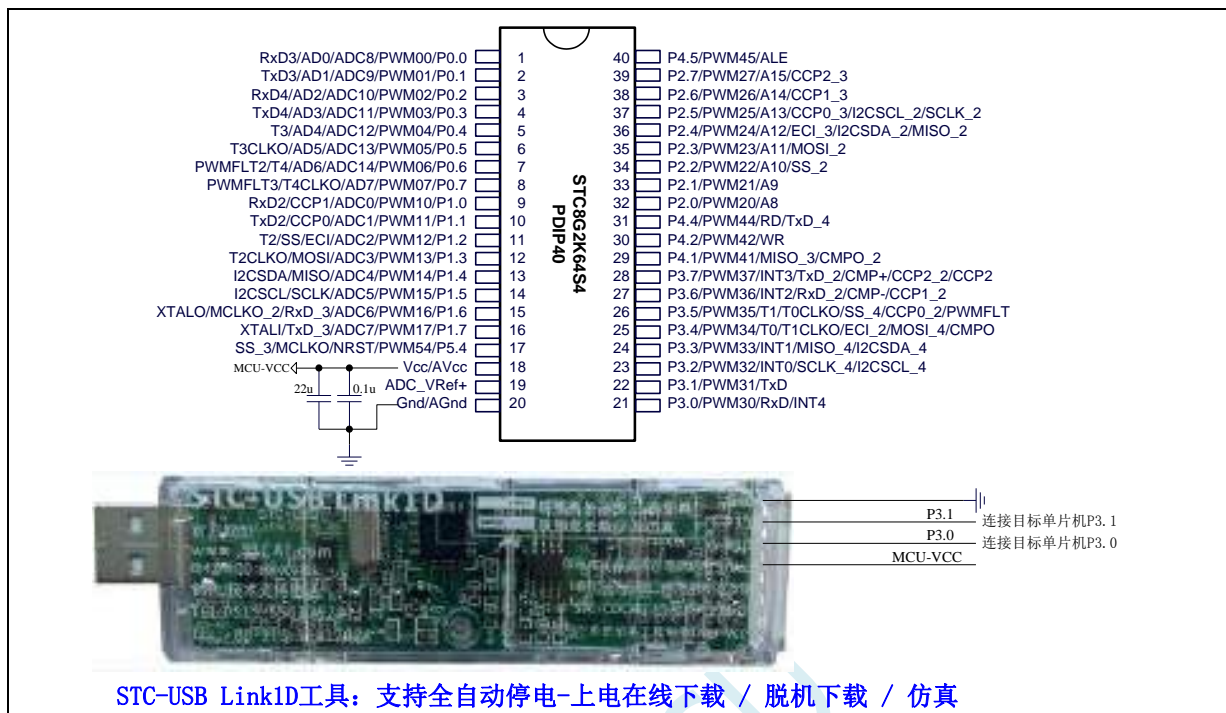 RxD3/AD0/ADC8/PWM00/P0.0 1 40 P4.5/PWM45/ALE
TxD3/AD1/ADC9/PWM01/P0.1 2 39 P2.7/PWM27/A15/CCP2_3
RxD4/AD2/ADC10/PWM02/P0.2 3 38 P2.6/PWM26/A14/CCP1_3
TxD4/AD3/ADC11/PWM03/P0.3 4 37 P2.5/PWM25/A13/CCP0_3/I2CSCL_2/SCLK_2
T3/AD4/ADC12/PWM04/P0.4 5 36 P2.4/PWM24/A12/ECI_3/I2CSDA_2/MISO_2
T3CLKO/AD5/ADC13/PWM05/P0.5 6 35 P2.3/PWM23/A11/MOSI_2
PWMFLT2/T4/AD6/ADC14/PWM06/P0.6 7 34 P2.2/PWM22/A10/SS_2
PWMFLT3/T4CLKO/AD7/PWM07/P0.7 8 33 P2.1/PWM21/A9
RxD2/CCP1/ADC0/PWM10/P1.0 9 32 P2.0/PWM20/A8
TxD2/CCP0/ADC1/PWM11/P1.1 10 31 P4.4/PWM44/RD/TxD_4
T2/SS/ECI/ADC2/PWM12/P1.2 11 30 P4.2/PWM42/WR
T2CLKO/MOSI/ADC3/PWM13/P1.3 12 29 P4.1/PWM41/MISO_3/CMPO_2
I2CSDA/MISO/ADC4/PWM14/P1.4 13 28 P3.7/PWM37/INT3/TxD_2/CMP+/CCP2_2/CCP2
I2CSCL/SCLK/ADC5/PWM15/P1.5 14 27 P3.6/PWM36/INT2/RxD_2/CMP-/CCP1_2
XTALO/MCLKO_2/RxD_3/ADC6/PWM16/P1.6 15 26 P3.5/PWM35/T1/T0CLKO/SS_4/CCP0_2/PWMFLT
XTALI/TxD_3/ADC7/PWM17/P1.7 16 25 P3.4/PWM34/T0/T1CLKO/ECI_2/MOSI_4/CMPO
SS_3/MCLKO/NRST/PWM54/P5.4 17 24 P3.3/PWM33/INT1/MISO_4/I2CSDA_4
MCU-VCC Vcc/AVcc 18 23 P3.2/PWM32/INT0/SCLK_4/I2CSCL_4
22u 0.1u ADC_VRef+ 19 22 P3.1/PWM31/TxD
Gnd/AGnd 20 21 P3.0/PWM30/RxD/INT4
STC8G2K64S4
PDIP40
STC-USB Link1D
P3.1 连接目标单片机P3.1
P3.0 连接目标单片机P3.0
MCU-VCC
STC-USB Link1D工具：支持全自动停电-上电在线下载 / 脱机下载 / 仿真